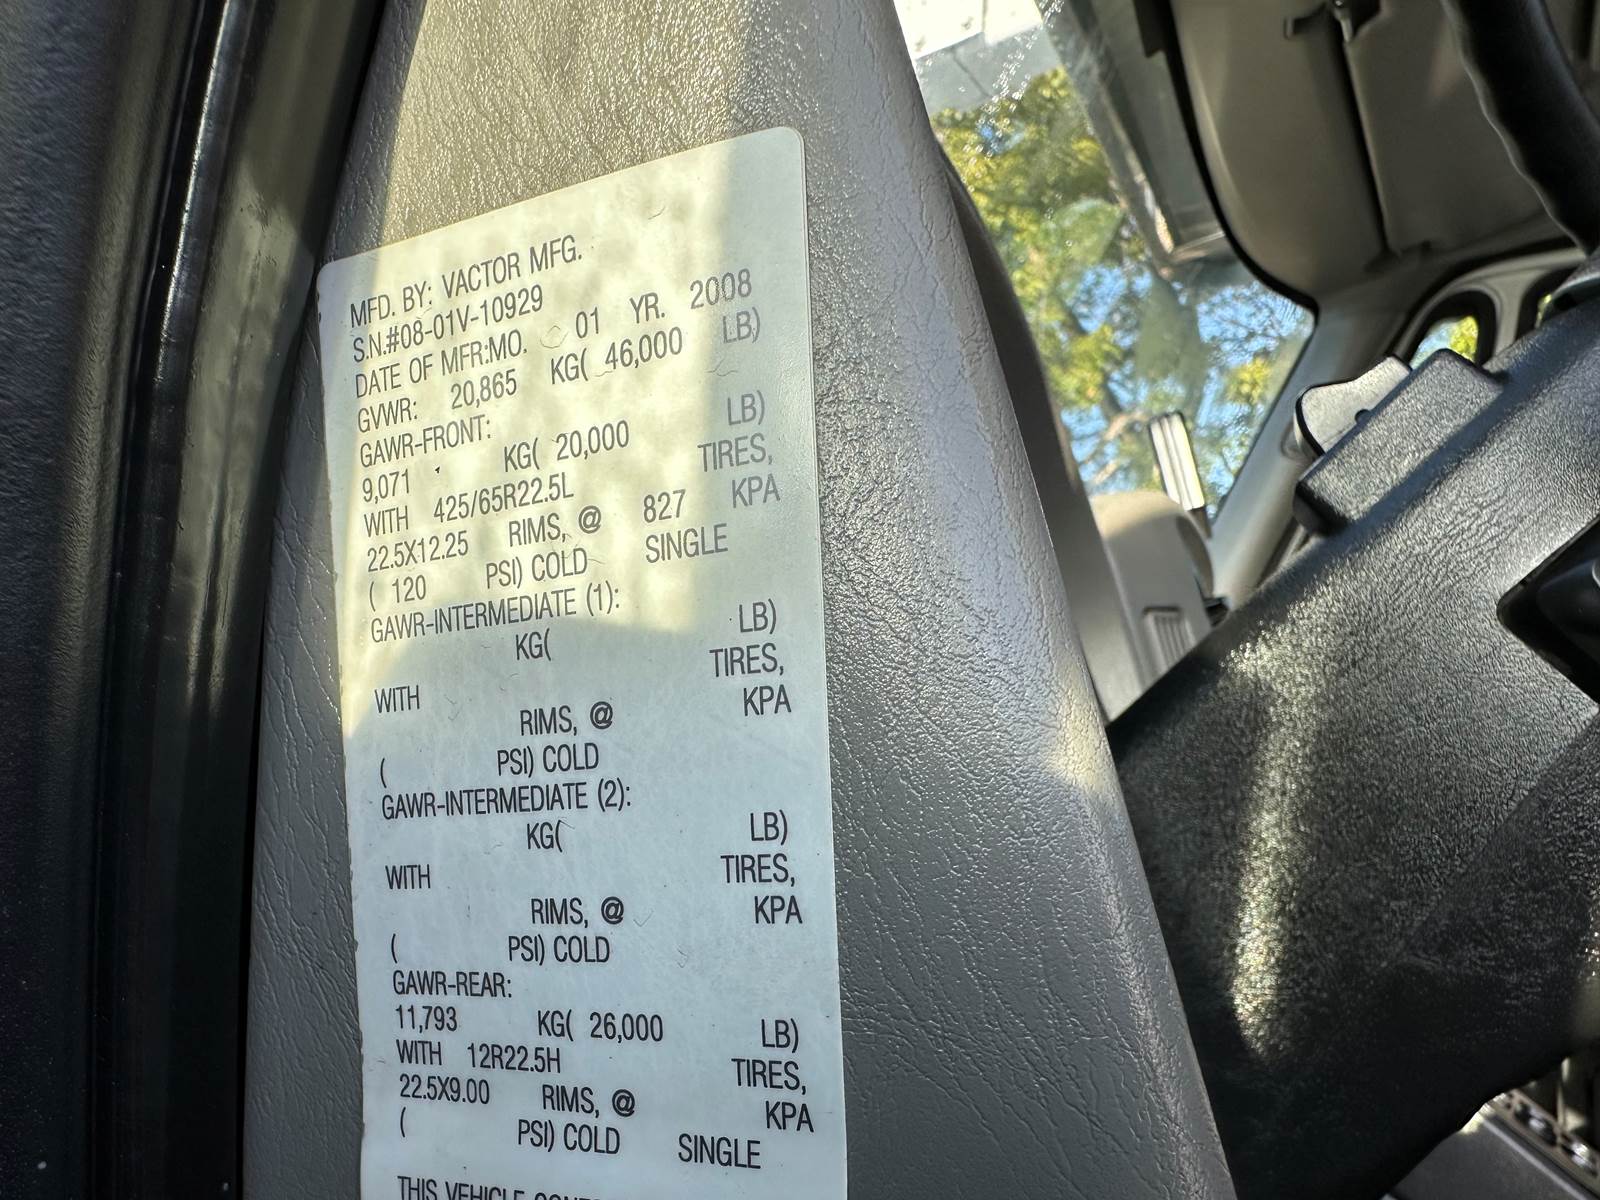 MFD. BY: VACTOR MFG.
S.N.#08-01V-10929
DATE OF MFR:MO. 01 YR. 2008
GVWR: 20,865 KG( 46,000 LB)
GAWR-FRONT:
9,071 KG( 20,000 LB)
WITH 425/65R22.5L TIRES,
22.5X12.25 RIMS, @ 827 KPA
( 120 PSI) COLD SINGLE
GAWR-INTERMEDIATE (1):
KG( LB)
WITH TIRES,
RIMS, @ KPA
( PSI) COLD
GAWR-INTERMEDIATE (2):
KG( LB)
WITH TIRES,
RIMS, @ KPA
( PSI) COLD
GAWR-REAR:
11,793 KG( 26,000 LB)
WITH 12R22.5H TIRES,
22.5X9.00 RIMS, @ KPA
( PSI) COLD SINGLE
THIS VEHICLE